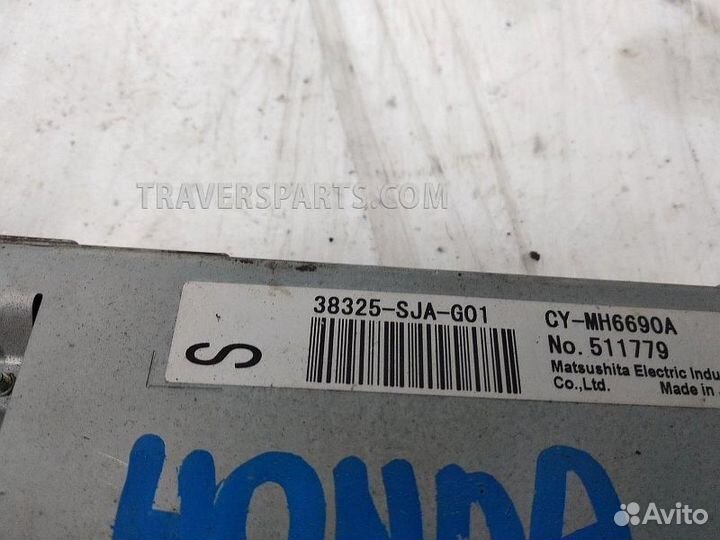 TRAVERSPARTS.COM
38325-SJA-G01
CY-MH6690A
No. 511779
Matsushita Electric Indu
Co.,Ltd. Made in
S
HONDA
Avito